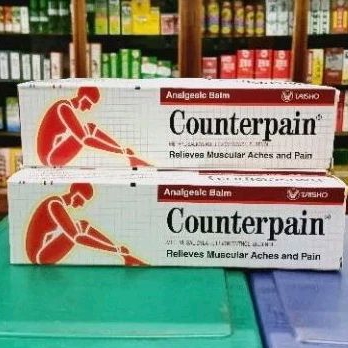 Analgesic Balm
TAISHO
Counterpain
Relieves Muscular Aches and Pain
Analgesic Balm
TAISHO
Counterpain
Relieves Muscular Aches and Pain